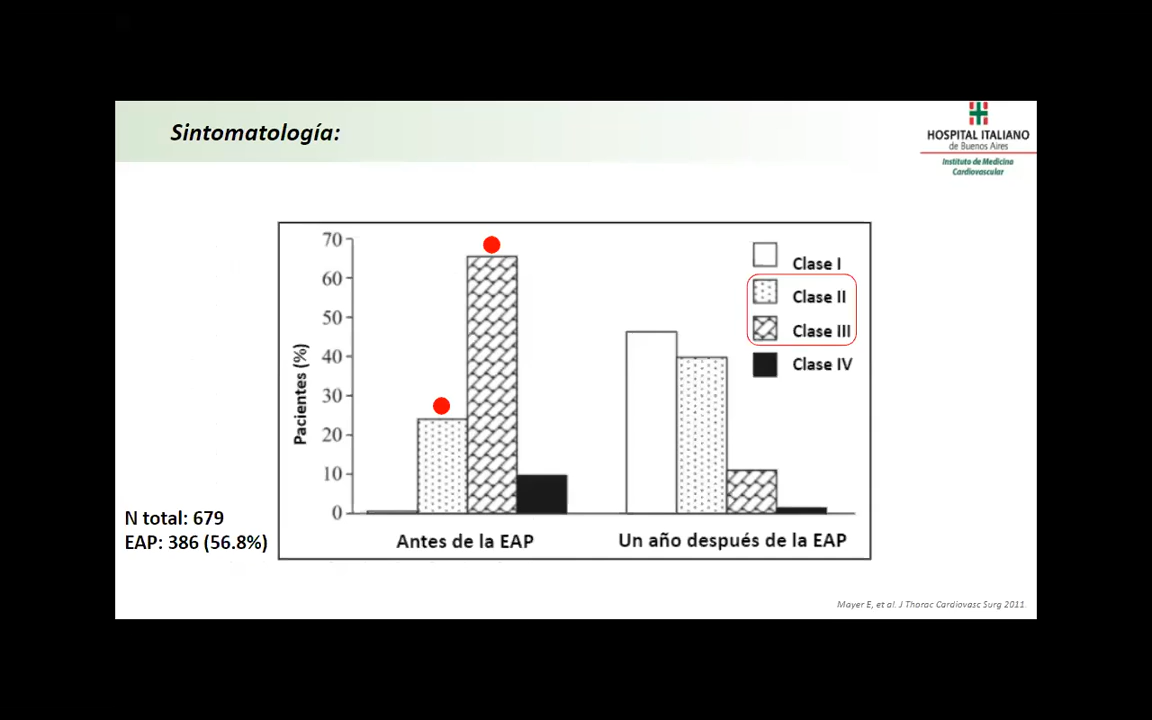 Sintomatología:
HOSPITAL ITALIANO
de Buenos Aires
Instituto de Medicina
Cardiovascular
70
60
50
40
30
20
10
0
Pacientes (%)
Clase I
Clase II
Clase III
Clase IV
Antes de la EAP
Un año después de la EAP
N total: 679
EAP: 386 (56.8%)
Mayer E, et al. J Thorac Cardiovasc Surg 2011.